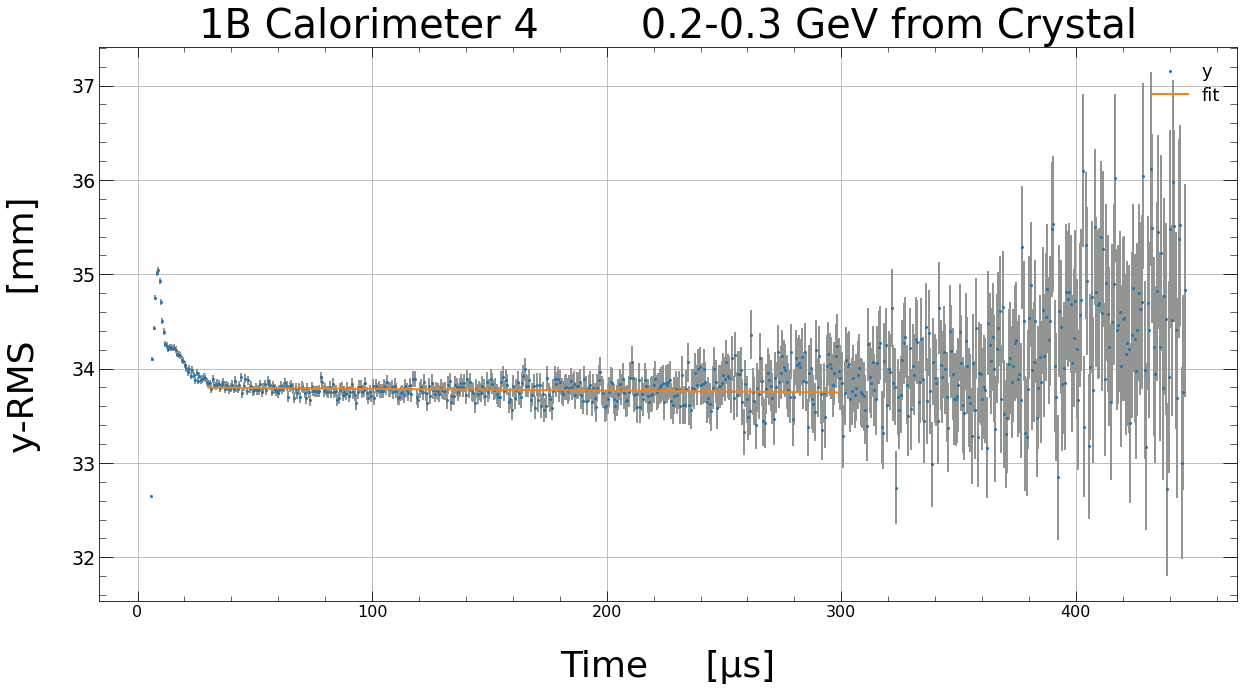 1B Calorimeter 4 0.2-0.3 GeV from Crystal
y
fit
37
36
35
34
33
32
y-RMS [mm]
0 100 200 300 400
Time [µs]